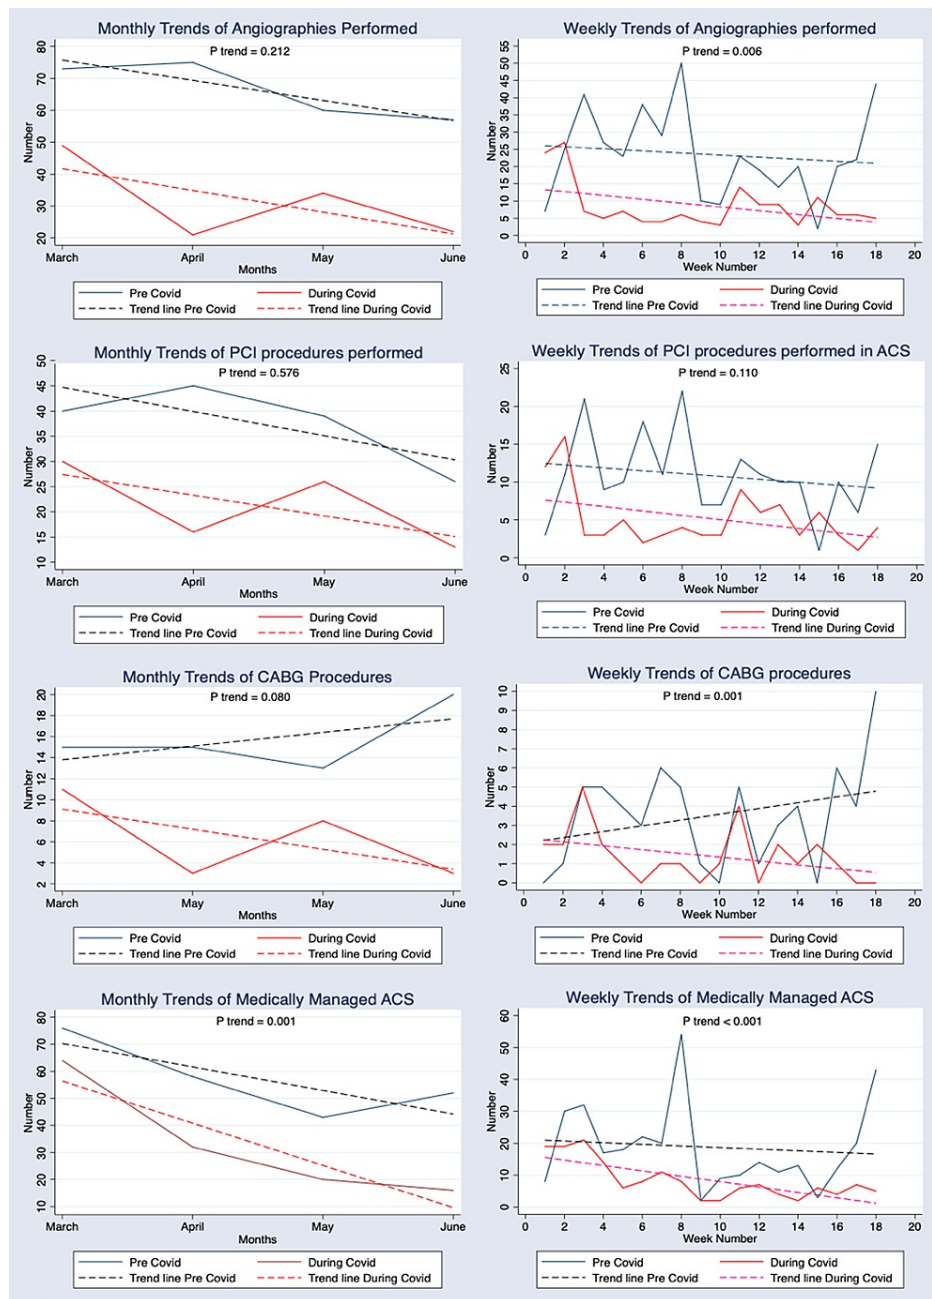 Monthly Trends of Angiographies Performed
P trend = 0.212
Number
80
70
60
50
40
30
20
March April May June
Months
Pre Covid During Covid
Trend line Pre Covid Trend line During Covid
Weekly Trends of Angiographies performed
P trend = 0.006
Number
55
50
45
40
35
30
25
20
15
10
5
0
0 2 4 6 8 10 12 14 16 18 20
Week Number
Pre Covid During Covid
Trend line Pre Covid Trend line During Covid
Monthly Trends of PCI procedures performed
P trend = 0.576
Number
50
45
40
35
30
25
20
15
10
March April May June
Months
Pre Covid During Covid
Trend line Pre Covid Trend line During Covid
Weekly Trends of PCI procedures performed in ACS
P trend = 0.110
Number
25
20
15
10
5
0
0 2 4 6 8 10 12 14 16 18 20
Week Number
Pre Covid During Covid
Trend line Pre Covid Trend line During Covid
Monthly Trends of CABG Procedures
P trend = 0.080
Number
20
18
16
14
12
10
8
6
4
2
March May May June
Months
Pre Covid During Covid
Trend line Pre Covid Trend line During Covid
Weekly Trends of CABG procedures
P trend = 0.001
Number
10
9
8
7
6
5
4
3
2
1
0
0 2 4 6 8 10 12 14 16 18 20
Week Number
Pre Covid During Covid
Trend line Pre Covid Trend line During Covid
Monthly Trends of Medically Managed ACS
P trend = 0.001
Number
80
70
60
50
40
30
20
10
March April May June
Months
Pre Covid During Covid
Trend line Pre Covid Trend line During Covid
Weekly Trends of Medically Managed ACS
P trend < 0.001
Number
60
50
40
30
20
10
0
0 2 4 6 8 10 12 14 16 18 20
Week Number
Pre Covid During Covid
Trend line Pre Covid Trend line During Covid